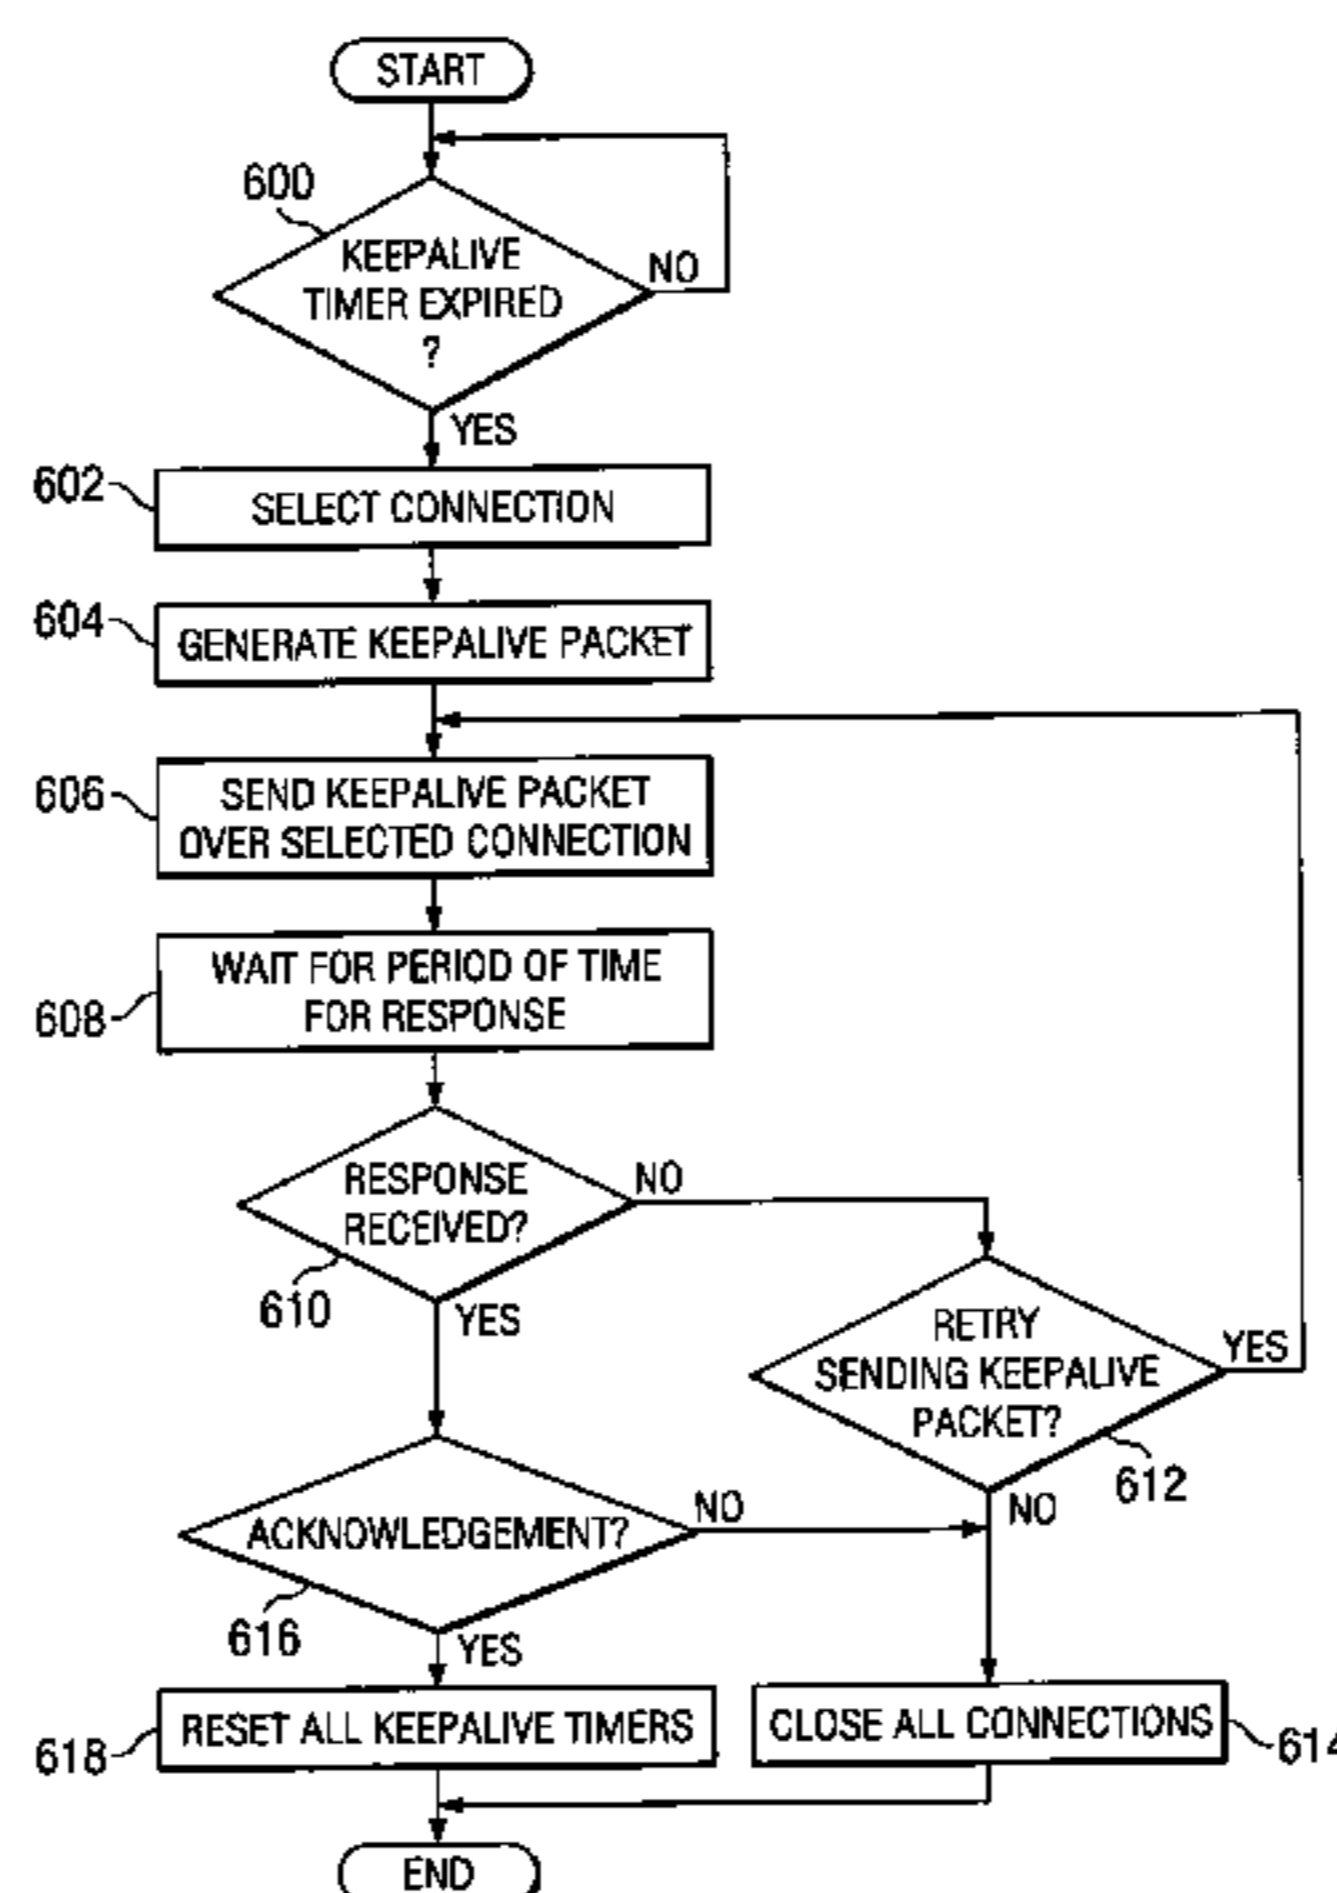 START
600
KEEPALIVE
TIMER EXPIRED
?
NO
YES
602
SELECT CONNECTION
604
GENERATE KEEPALIVE PACKET
606
SEND KEEPALIVE PACKET
OVER SELECTED CONNECTION
608
WAIT FOR PERIOD OF TIME
FOR RESPONSE
RESPONSE
RECEIVED?
NO
610
YES
RETRY
SENDING KEEPALIVE
PACKET?
YES
612
NO
ACKNOWLEDGEMENT?
NO
616
YES
618
RESET ALL KEEPALIVE TIMERS
CLOSE ALL CONNECTIONS
614
END